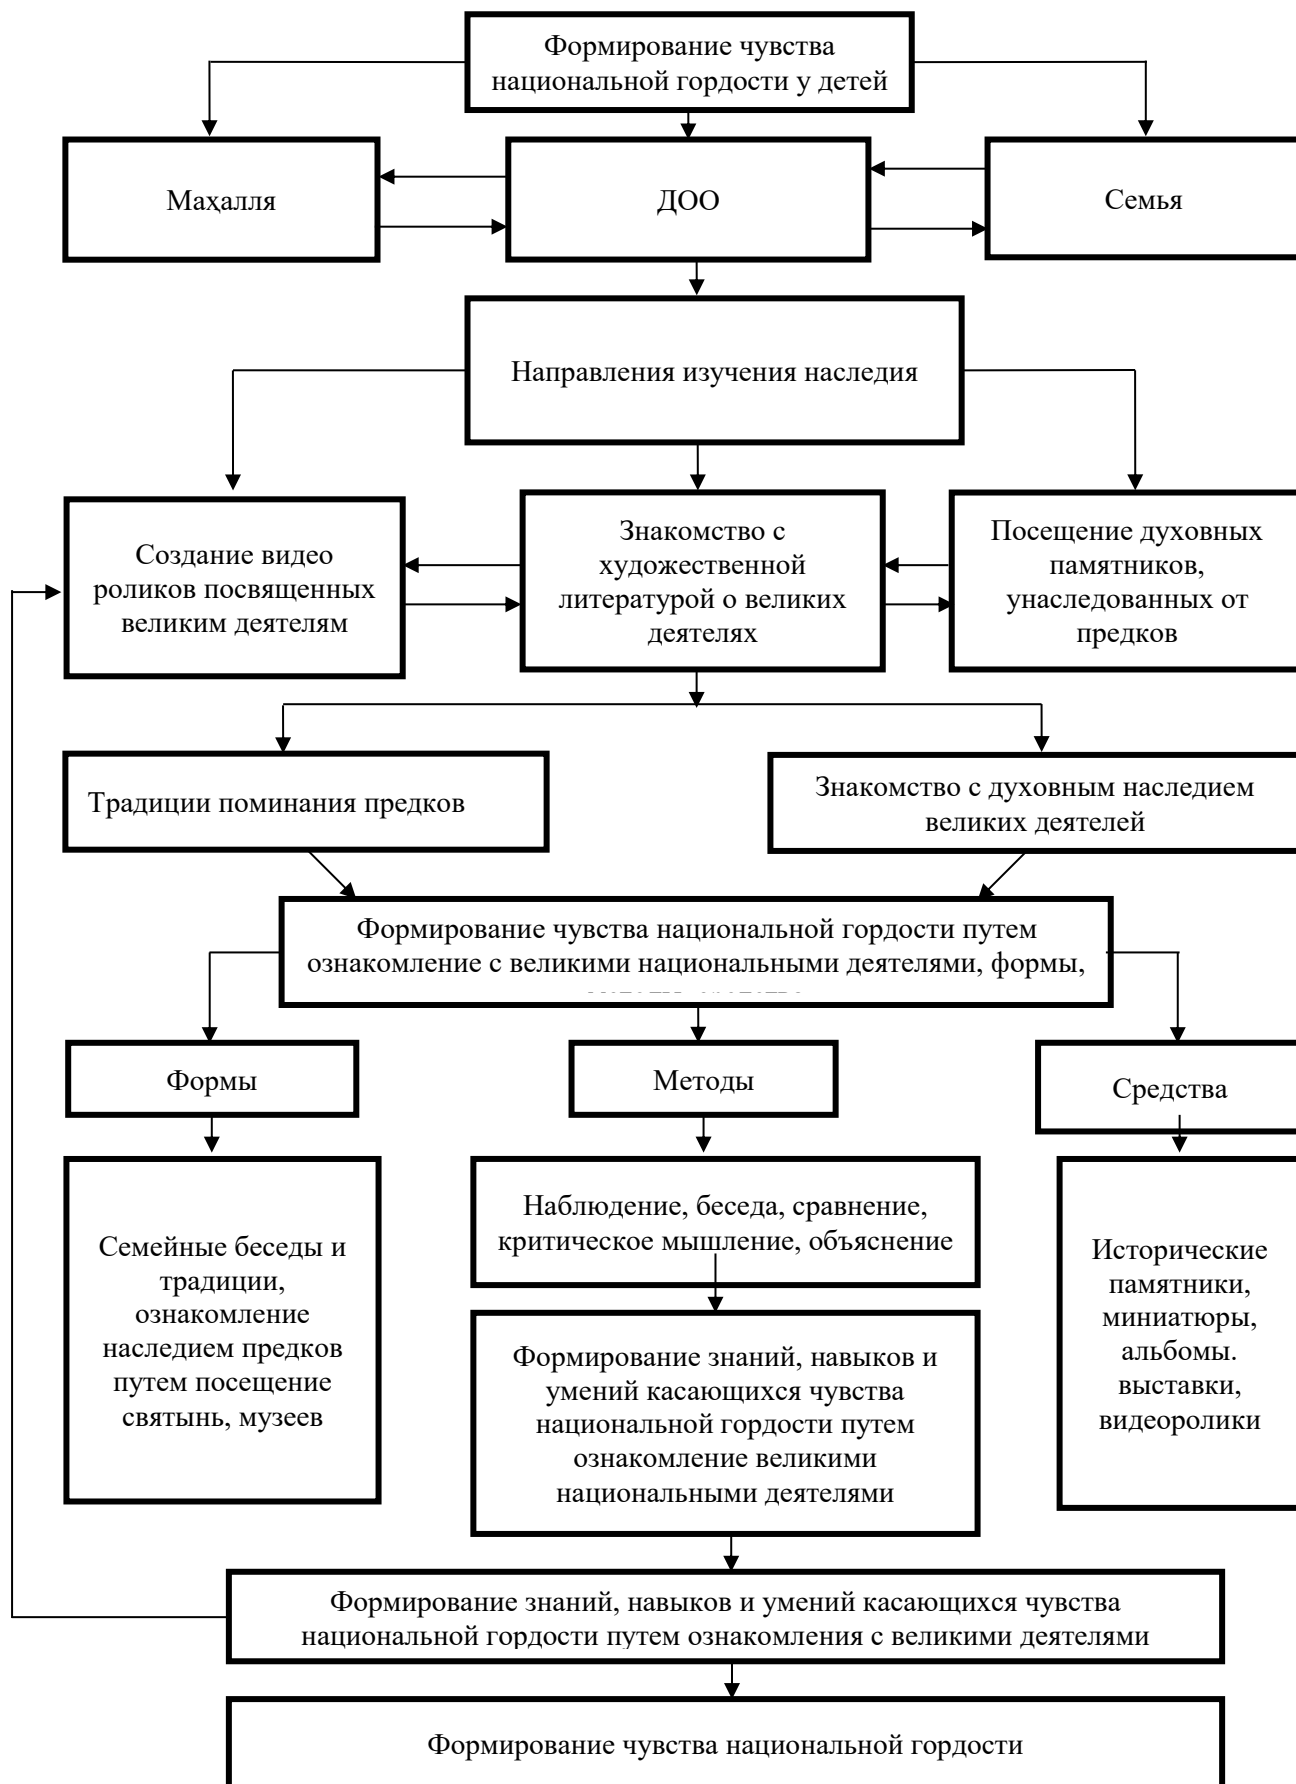 Формирование чувства
национальной гордости у детей
Маҳалля
ДОО
Семья
Направления изучения наследия
Создание видео
роликов посвященных
великим деятелям
Знакомство с
художественной
литературой о великих
деятелях
Посещение духовных
памятников,
унаследованных от
предков
Традиции поминания предков
Знакомство с духовным наследием
великих деятелей
Формирование чувства национальной гордости путем
ознакомление с великими национальными деятелями, формы,
Формы
Методы
Средства
Семейные беседы и
традиции,
ознакомление
наследием предков
путем посещение
святынь, музеев
Наблюдение, беседа, сравнение,
критическое мышление, объяснение
Исторические
памятники,
миниатюры,
альбомы.
выставки,
видеоролики
Формирование знаний, навыков и
умений касающихся чувства
национальной гордости путем
ознакомление великими
национальными деятелями
Формирование знаний, навыков и умений касающихся чувства
национальной гордости путем ознакомления с великими деятелями
Формирование чувства национальной гордости